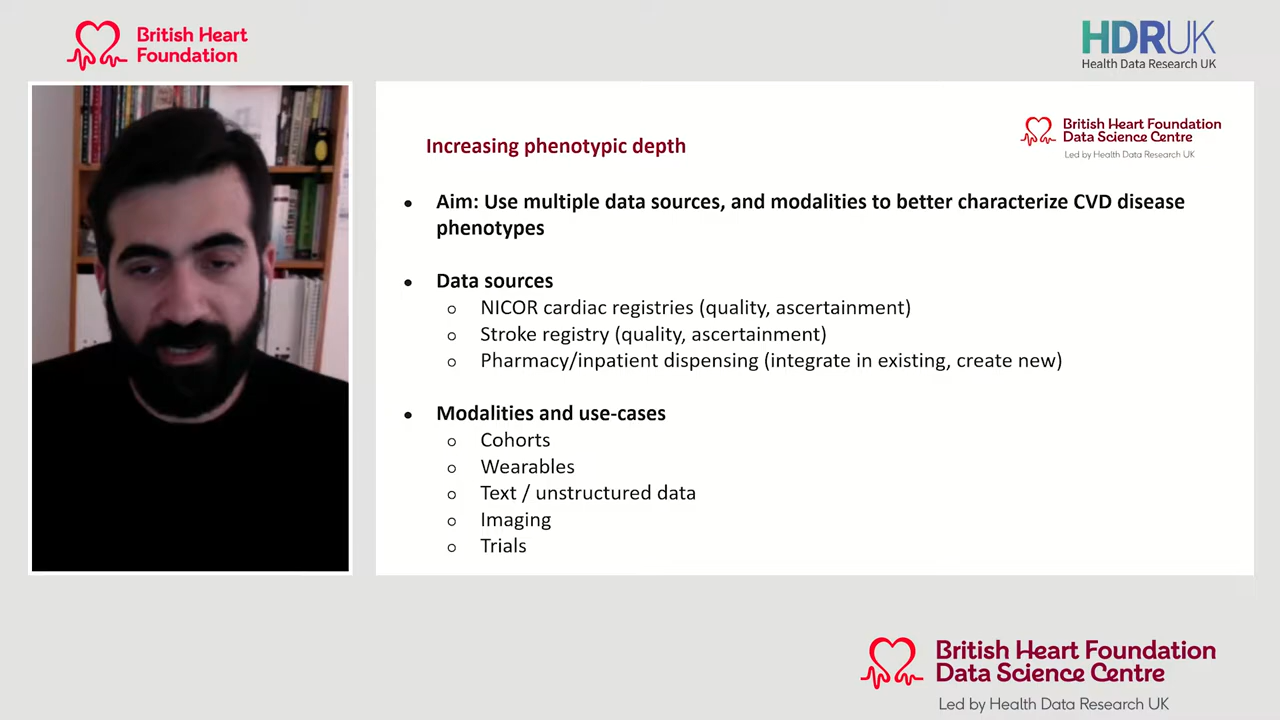 British Heart
Foundation
HDRUK
Health Data Research UK
British Heart Foundation
Data Science Centre
Led by Health Data Research UK
Increasing phenotypic depth
● Aim: Use multiple data sources, and modalities to better characterize CVD disease
phenotypes
● Data sources
○ NICOR cardiac registries (quality, ascertainment)
○ Stroke registry (quality, ascertainment)
○ Pharmacy/inpatient dispensing (integrate in existing, create new)
● Modalities and use-cases
○ Cohorts
○ Wearables
○ Text / unstructured data
○ Imaging
○ Trials
British Heart Foundation
Data Science Centre
Led by Health Data Research UK